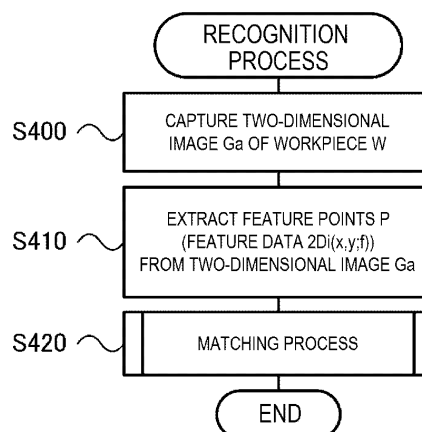 RECOGNITION
PROCESS
S400
CAPTURE TWO-DIMENSIONAL
IMAGE Ga OF WORKPIECE W
S410
EXTRACT FEATURE POINTS P
(FEATURE DATA 2Di(x,y;f))
FROM TWO-DIMENSIONAL IMAGE Ga
S420
MATCHING PROCESS
END